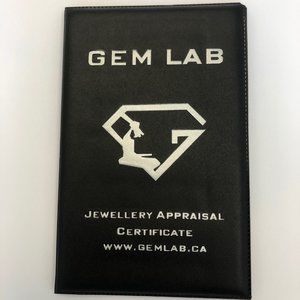 GEM LAB
JEWELLERY APPRAISAL
CERTIFICATE
WWW.GEMLAB.CA